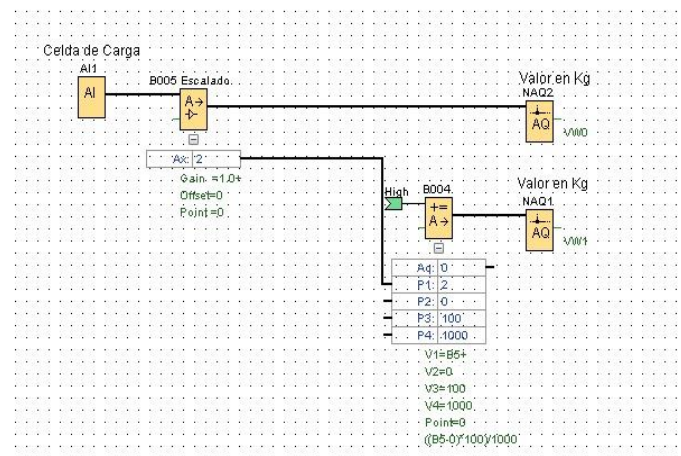 Celda de Carga
AI1
AI
B005 Escalado.
A→
Valor en Kg
NAQ2
AQ
VW0
Ax: 2
Gain =1.0+
Offset=0
Point =0
High
B004
+=
A→
Valor en Kg
NAQ1
AQ
VW1
Aq: 0
P1: 2
P2: 0
P3: 100
P4: 1000
V1=B5+
V2=0
V3=100
V4=1000
Point=0
((B5-0)*100)/1000